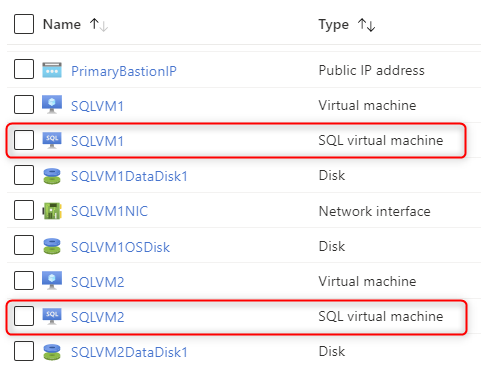 Name ↑↓ Type ↑↓
PrimaryBastionIP Public IP address
SQLVM1 Virtual machine
SQL SQLVM1 SQL virtual machine
SQLVM1DataDisk1 Disk
SQLVM1NIC Network interface
SQLVM1OSDisk Disk
SQLVM2 Virtual machine
SQL SQLVM2 SQL virtual machine
SQLVM2DataDisk1 Disk